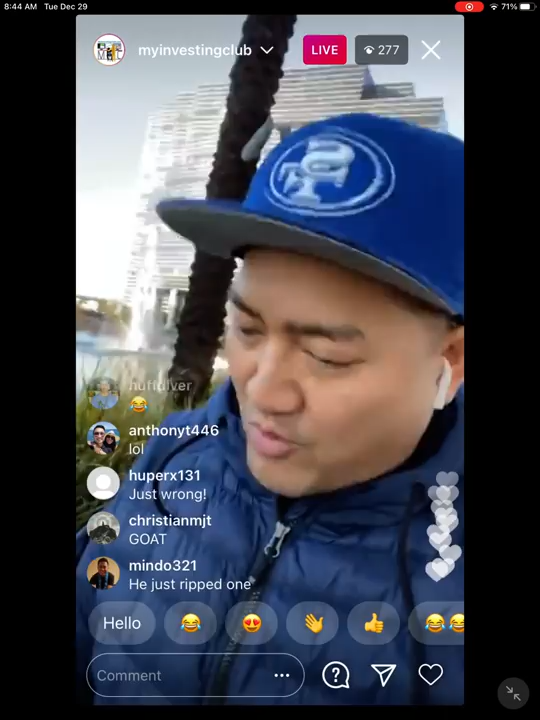 8:44 AM Tue Dec 29
71%
myinvestingclub
LIVE
277
huffdiver
😂
anthonyt446
lol
huperx131
Just wrong!
christianmjt
GOAT
mindo321
He just ripped one
Hello 😂 😍 👋 👍 😂😂
Comment